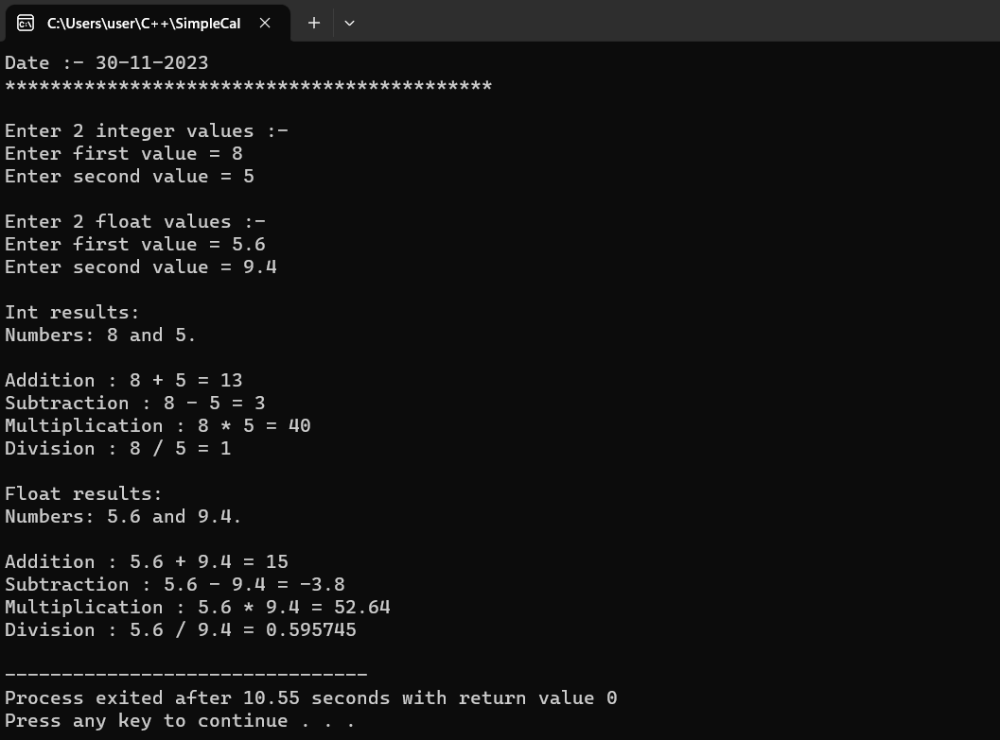 C:\Users\user\C++\SimpleCal
Date :- 30-11-2023
*******************************************
Enter 2 integer values :-
Enter first value = 8
Enter second value = 5
Enter 2 float values :-
Enter first value = 5.6
Enter second value = 9.4
Int results:
Numbers: 8 and 5.
Addition : 8 + 5 = 13
Subtraction : 8 - 5 = 3
Multiplication : 8 * 5 = 40
Division : 8 / 5 = 1
Float results:
Numbers: 5.6 and 9.4.
Addition : 5.6 + 9.4 = 15
Subtraction : 5.6 - 9.4 = -3.8
Multiplication : 5.6 * 9.4 = 52.64
Division : 5.6 / 9.4 = 0.595745
--------------------------------
Process exited after 10.55 seconds with return value 0
Press any key to continue . . .